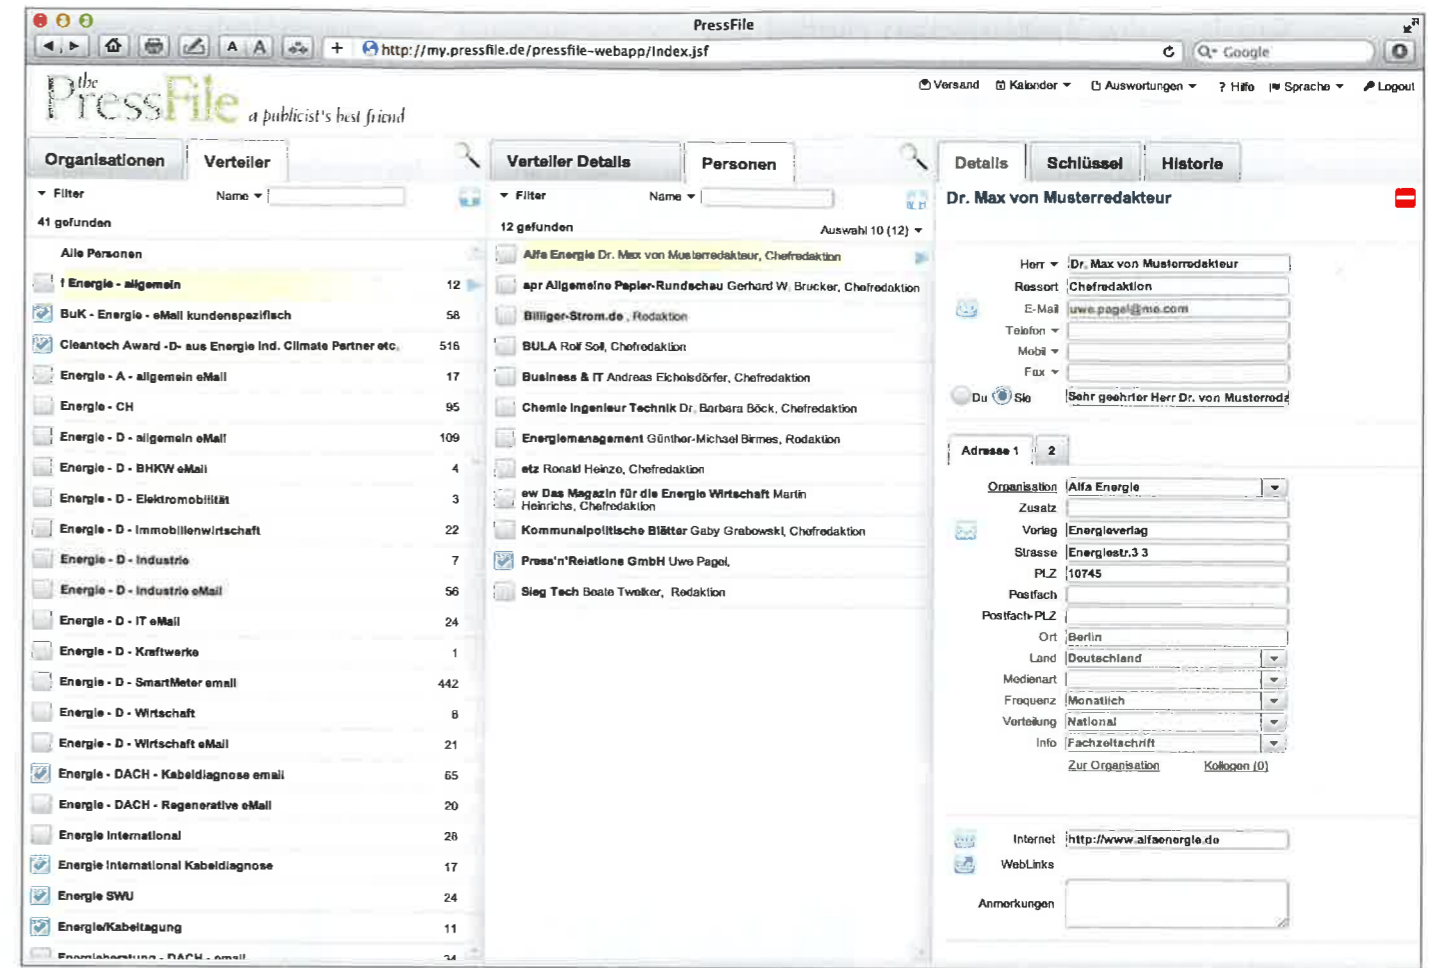 PressFile
A A + http://my.pressfile.de/pressfile-webapp/Index.jsf Google
the
PressFile a publicist's best friend
Versand Kalender Auswertungen ? Hilfe Sprache Logout
Organisationen Verteiler
Filter Name
41 gefunden
Alle Personen
! Energie - allgemein 12
BuK - Energie - eMail kundenspezifisch 58
Cleantech Award -D- aus Energie Ind. Climate Partner etc. 516
Energie - A - allgemein eMail 17
Energie - CH 95
Energie - D - allgemein eMail 109
Energie - D - BHKW eMail 4
Energie - D - Elektromobilität 3
Energie - D - Immobilienwirtschaft 22
Energie - D - Industrie 7
Energie - D - Industrie eMail 56
Energie - D - IT eMail 24
Energie - D - Kraftwerke 1
Energie - D - SmartMeter email 442
Energie - D - Wirtschaft 8
Energie - D - Wirtschaft eMail 21
Energie - DACH - Kabeldiagnose email 65
Energie - DACH - Regenerative eMail 20
Energie International 28
Energie International Kabeldiagnose 17
Energie SWU 24
Energie/Kabeltagung 11
Energieberatung - DACH - email 34
Verteiler Details Personen
Filter Name
12 gefunden Auswahl 10 (12)
Alfa Energie Dr. Max von Musterredakteur, Chefredaktion
apr Allgemeine Papier-Rundschau Gerhard W. Brucker, Chefredaktion
Billiger-Strom.de , Redaktion
BULA Rolf Soll, Chefredaktion
Business & IT Andreas Eichelsdörfer, Chefredaktion
Chemie Ingenieur Technik Dr. Barbara Böck, Chefredaktion
Energiemanagement Günther-Michael Birmes, Redaktion
etz Ronald Heinze, Chefredaktion
ew Das Magazin für die Energie Wirtschaft Martin
Heinrichs, Chefredaktion
Kommunalpolitische Blätter Gaby Grabowski, Chefredaktion
Press'n'Relations GmbH Uwe Pagel,
Sieg Tech Beate Twelker, Redaktion
Details Schlüssel Historie
Dr. Max von Musterredakteur
Herr Dr. Max von Musterredakteur
Ressort Chefredaktion
E-Mail uwe.pagel@me.com
Telefon
Mobil
Fax
Du Sie Sehr geehrter Herr Dr. von Musterreda
Adresse 1 2
Organisation Alfa Energie
Zusatz
Verlag Energieverlag
Strasse Energiestr.3 3
PLZ 10745
Postfach
Postfach-PLZ
Ort Berlin
Land Deutschland
Medienart
Frequenz Monatlich
Verteilung National
Info Fachzeitschrift
Zur Organisation Kollegen (0)
Internet http://www.alfaenergie.de
WebLinks
Anmerkungen